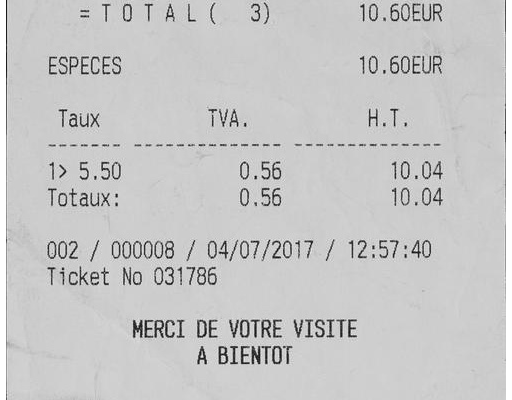 = T O T A L ( 3) 10.60EUR
ESPECES 10.60EUR
Taux TVA. H.T.
------- -------------- --------------
1> 5.50 0.56 10.04
Totaux: 0.56 10.04
002 / 000008 / 04/07/2017 / 12:57:40
Ticket No 031786
MERCI DE VOTRE VISITE
A BIENTOT